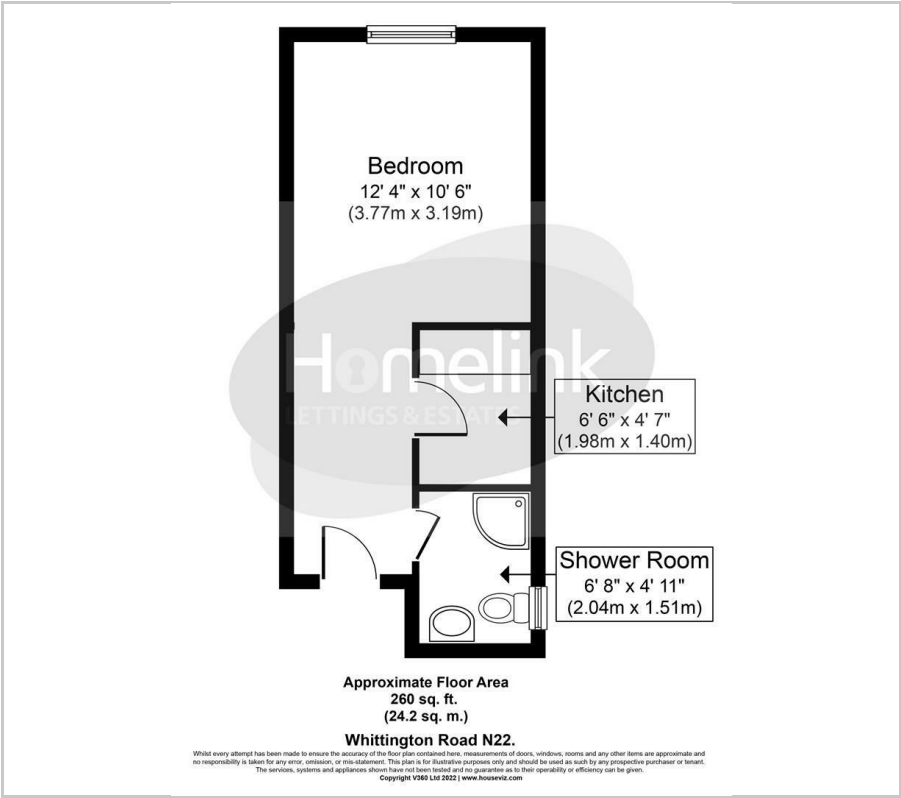 Bedroom
12' 4" x 10' 6"
(3.77m x 3.19m)
Homelink
LETTINGS & ESTATES
Kitchen
6' 6" x 4' 7"
(1.98m x 1.40m)
Shower Room
6' 8" x 4' 11"
(2.04m x 1.51m)
Approximate Floor Area
260 sq. ft.
(24.2 sq. m.)
Whittington Road N22.
Whilst every attempt has been made to ensure the accuracy of the floor plan contained here, measurements of doors, windows, rooms and any other items are approximate and
no responsibility is taken for any error, omission, or mis-statement. This plan is for illustrative purposes only and should be used as such by any prospective purchaser or tenant.
The services, systems and appliances shown have not been tested and no guarantee as to their operability or efficiency can be given.
Copyright V360 Ltd 2022 | www.houseviz.com